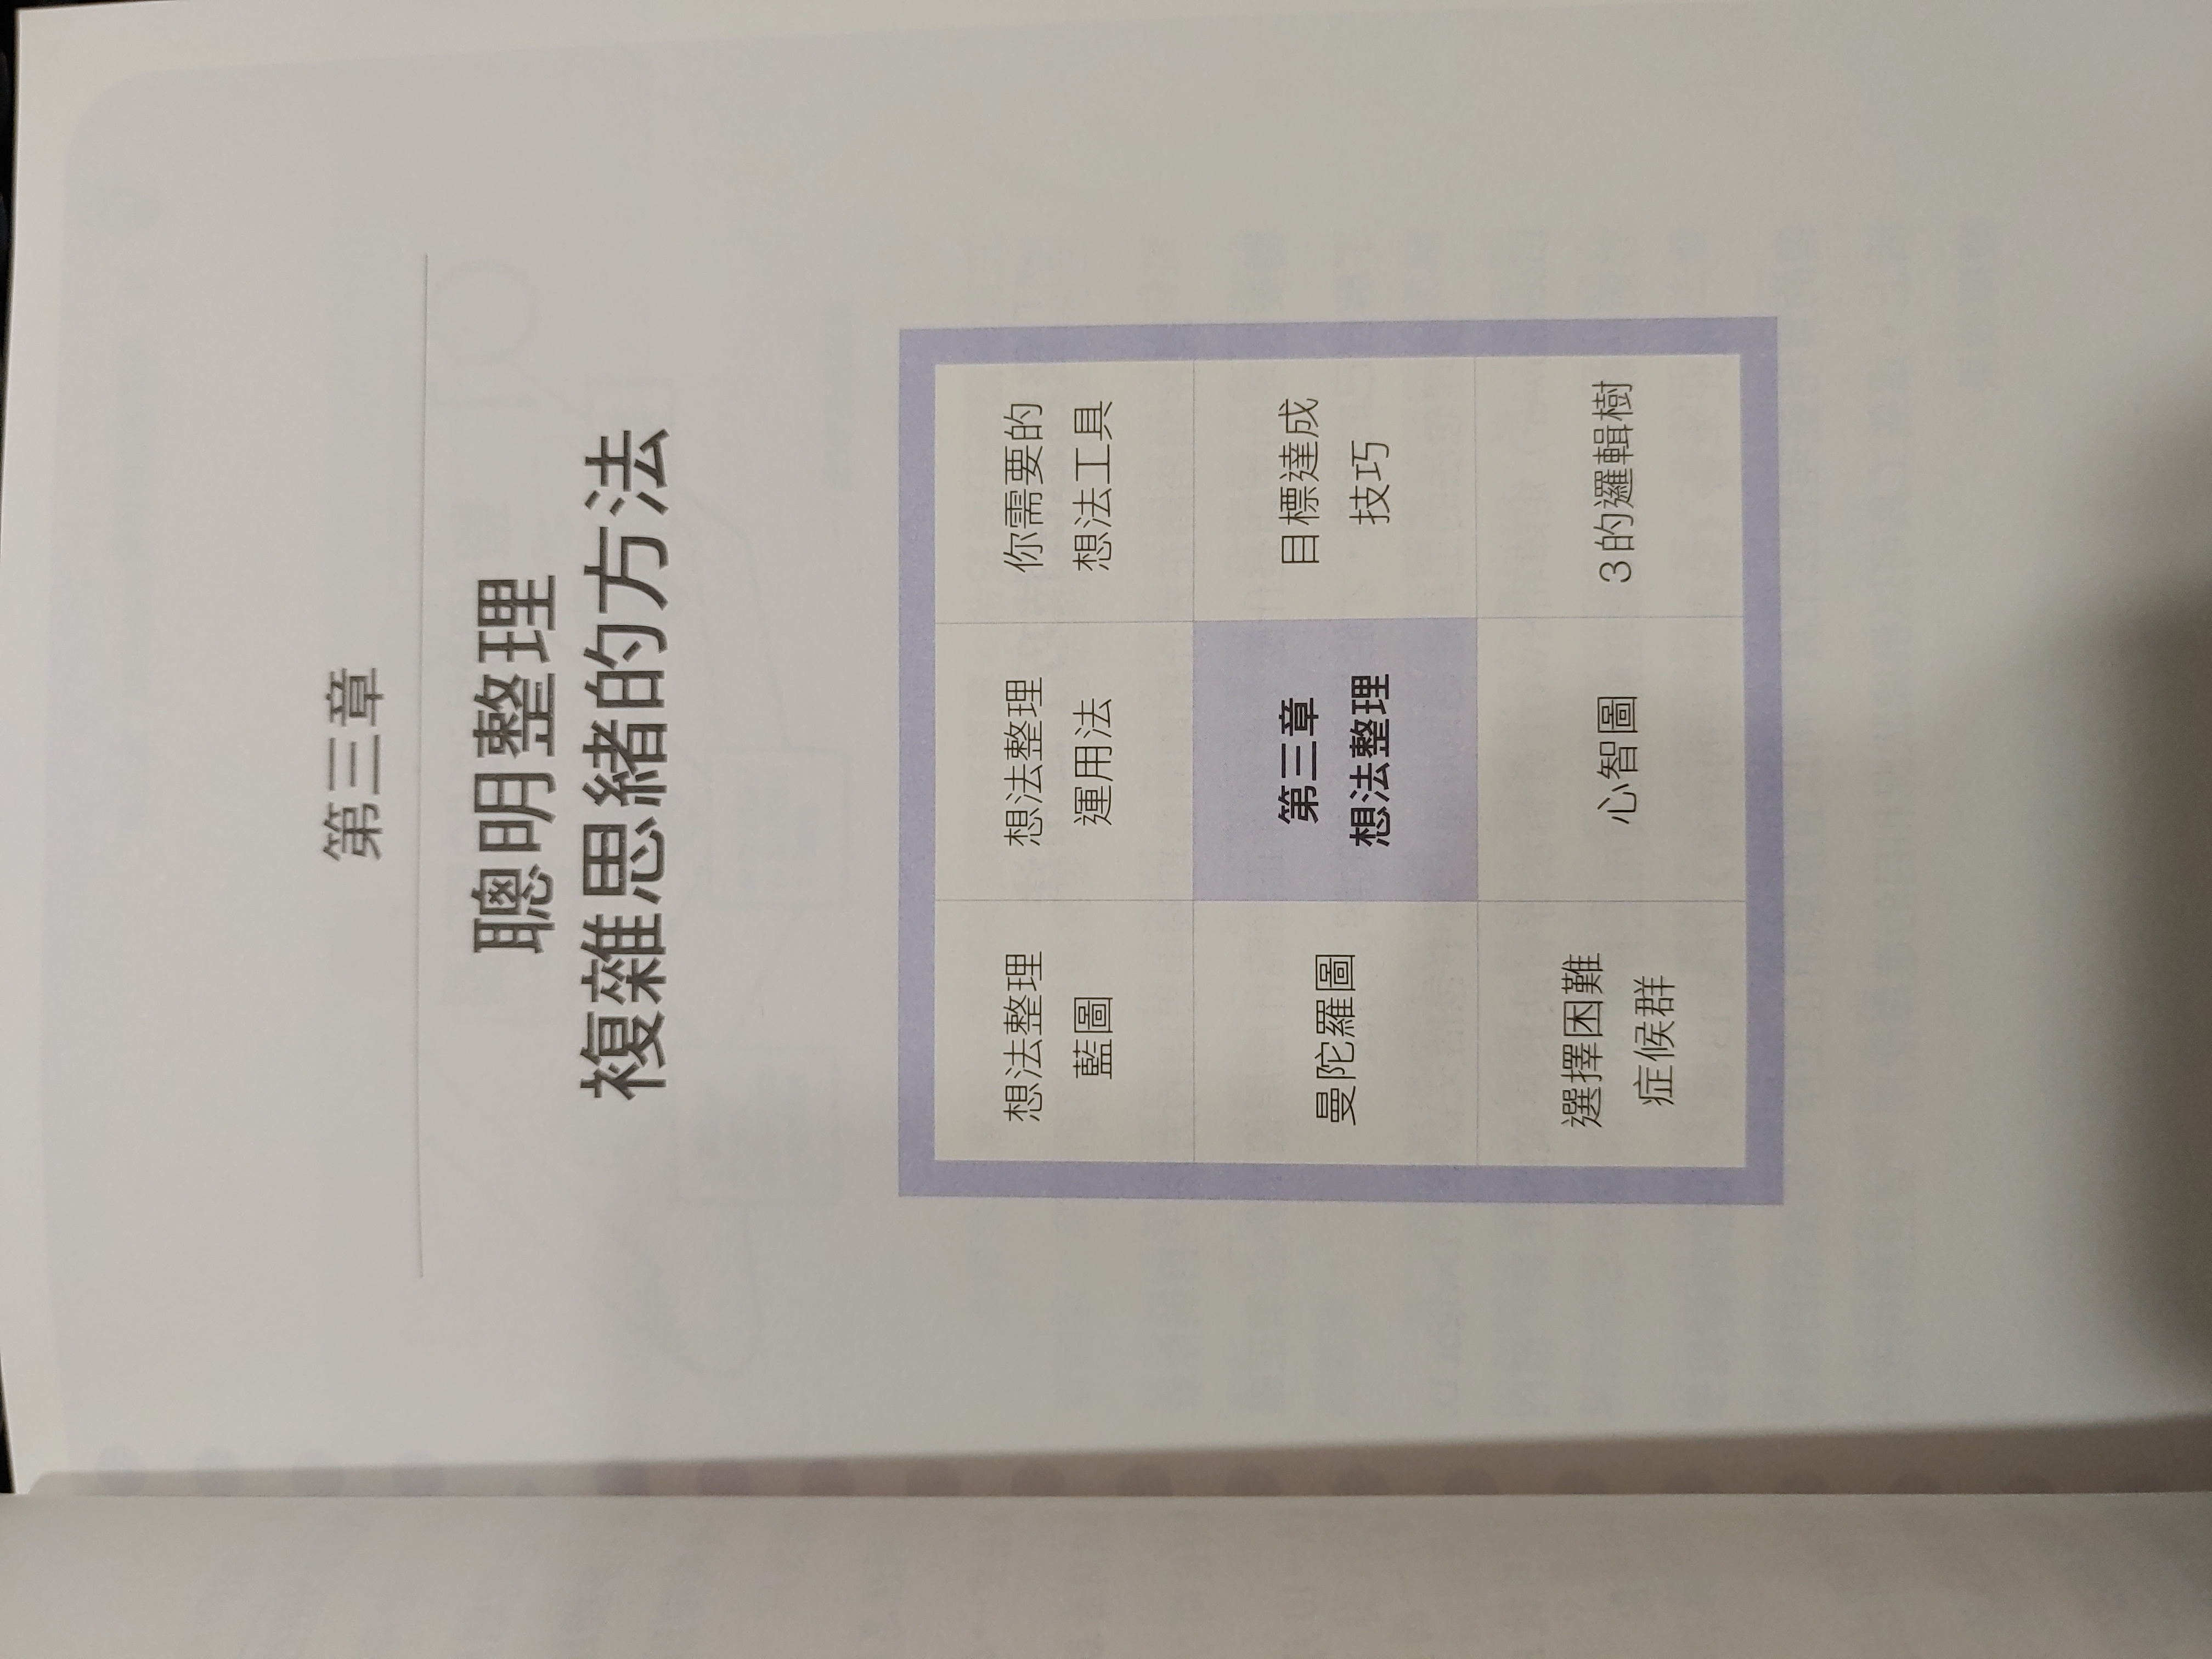 第三章
聰明整理
複雜思緒的方法
想法整理
藍圖
想法整理
運用法
你需要的
想法工具
曼陀羅圖
第三章
想法整理
目標達成
技巧
選擇困難
症候群
心智圖
3的邏輯樹